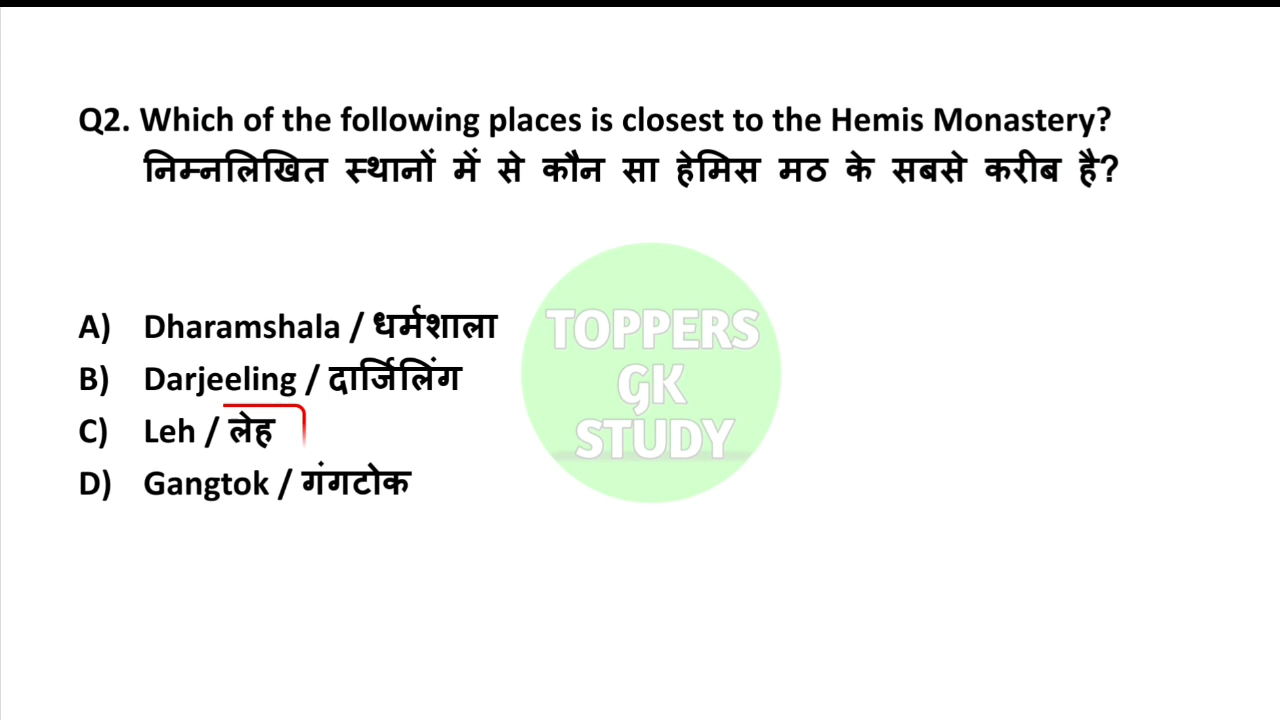 Q2. Which of the following places is closest to the Hemis Monastery?
निम्नलिखित स्थानों में से कौन सा हेमिस मठ के सबसे करीब है?
A) Dharamshala / धर्मशाला
B) Darjeeling / दार्जिलिंग
C) Leh / लेह
D) Gangtok / गंगटोक
TOPPERS
GK
STUDY